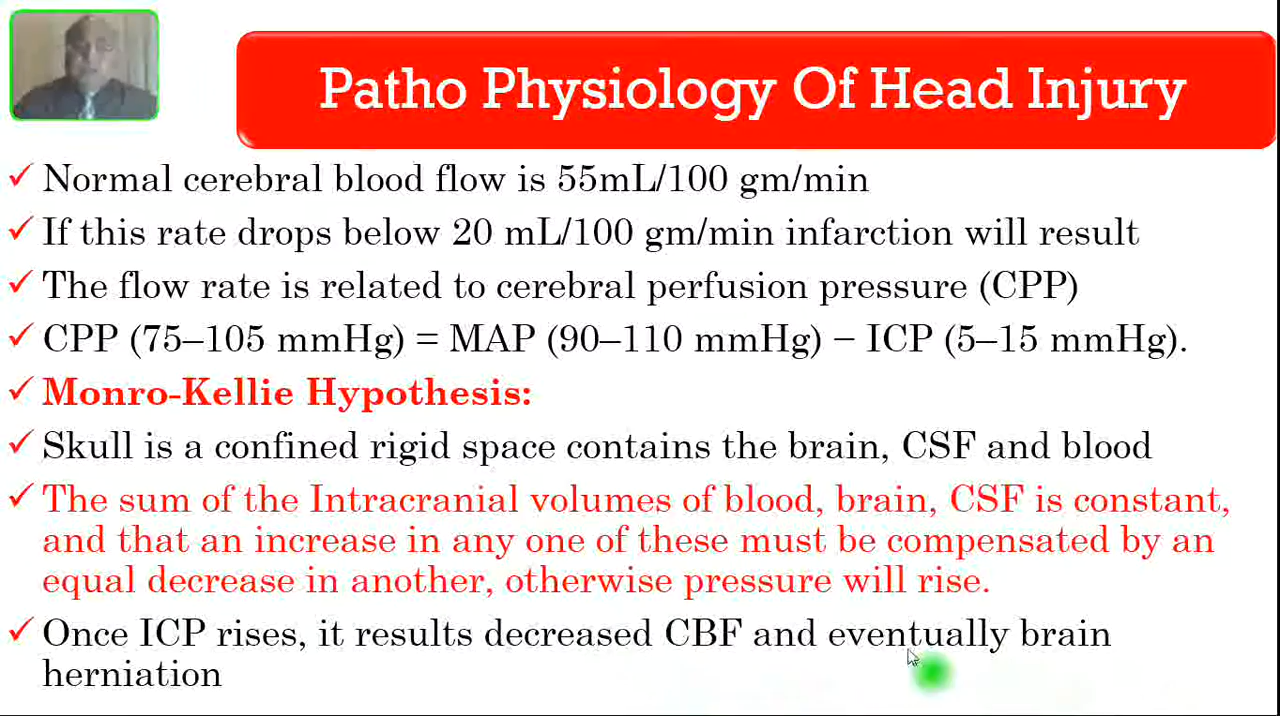 Patho Physiology Of Head Injury
Normal cerebral blood flow is 55mL/100 gm/min
If this rate drops below 20 mL/100 gm/min infarction will result
The flow rate is related to cerebral perfusion pressure (CPP)
CPP (75–105 mmHg) = MAP (90–110 mmHg) − ICP (5–15 mmHg).
Monro-Kellie Hypothesis:
Skull is a confined rigid space contains the brain, CSF and blood
The sum of the Intracranial volumes of blood, brain, CSF is constant,
and that an increase in any one of these must be compensated by an
equal decrease in another, otherwise pressure will rise.
Once ICP rises, it results decreased CBF and eventually brain
herniation